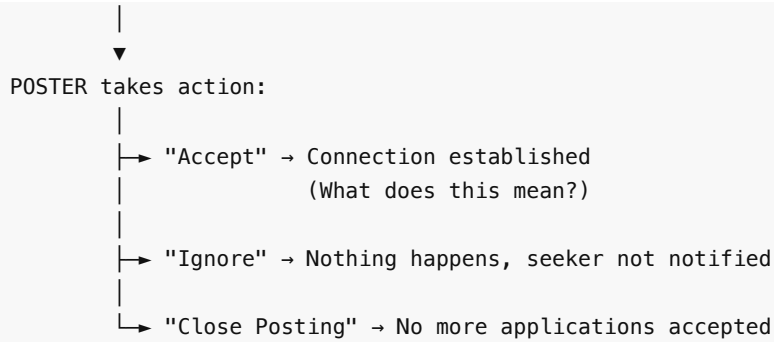 POSTER takes action:
"Accept" → Connection established
(What does this mean?)
"Ignore" → Nothing happens, seeker not notified
"Close Posting" → No more applications accepted